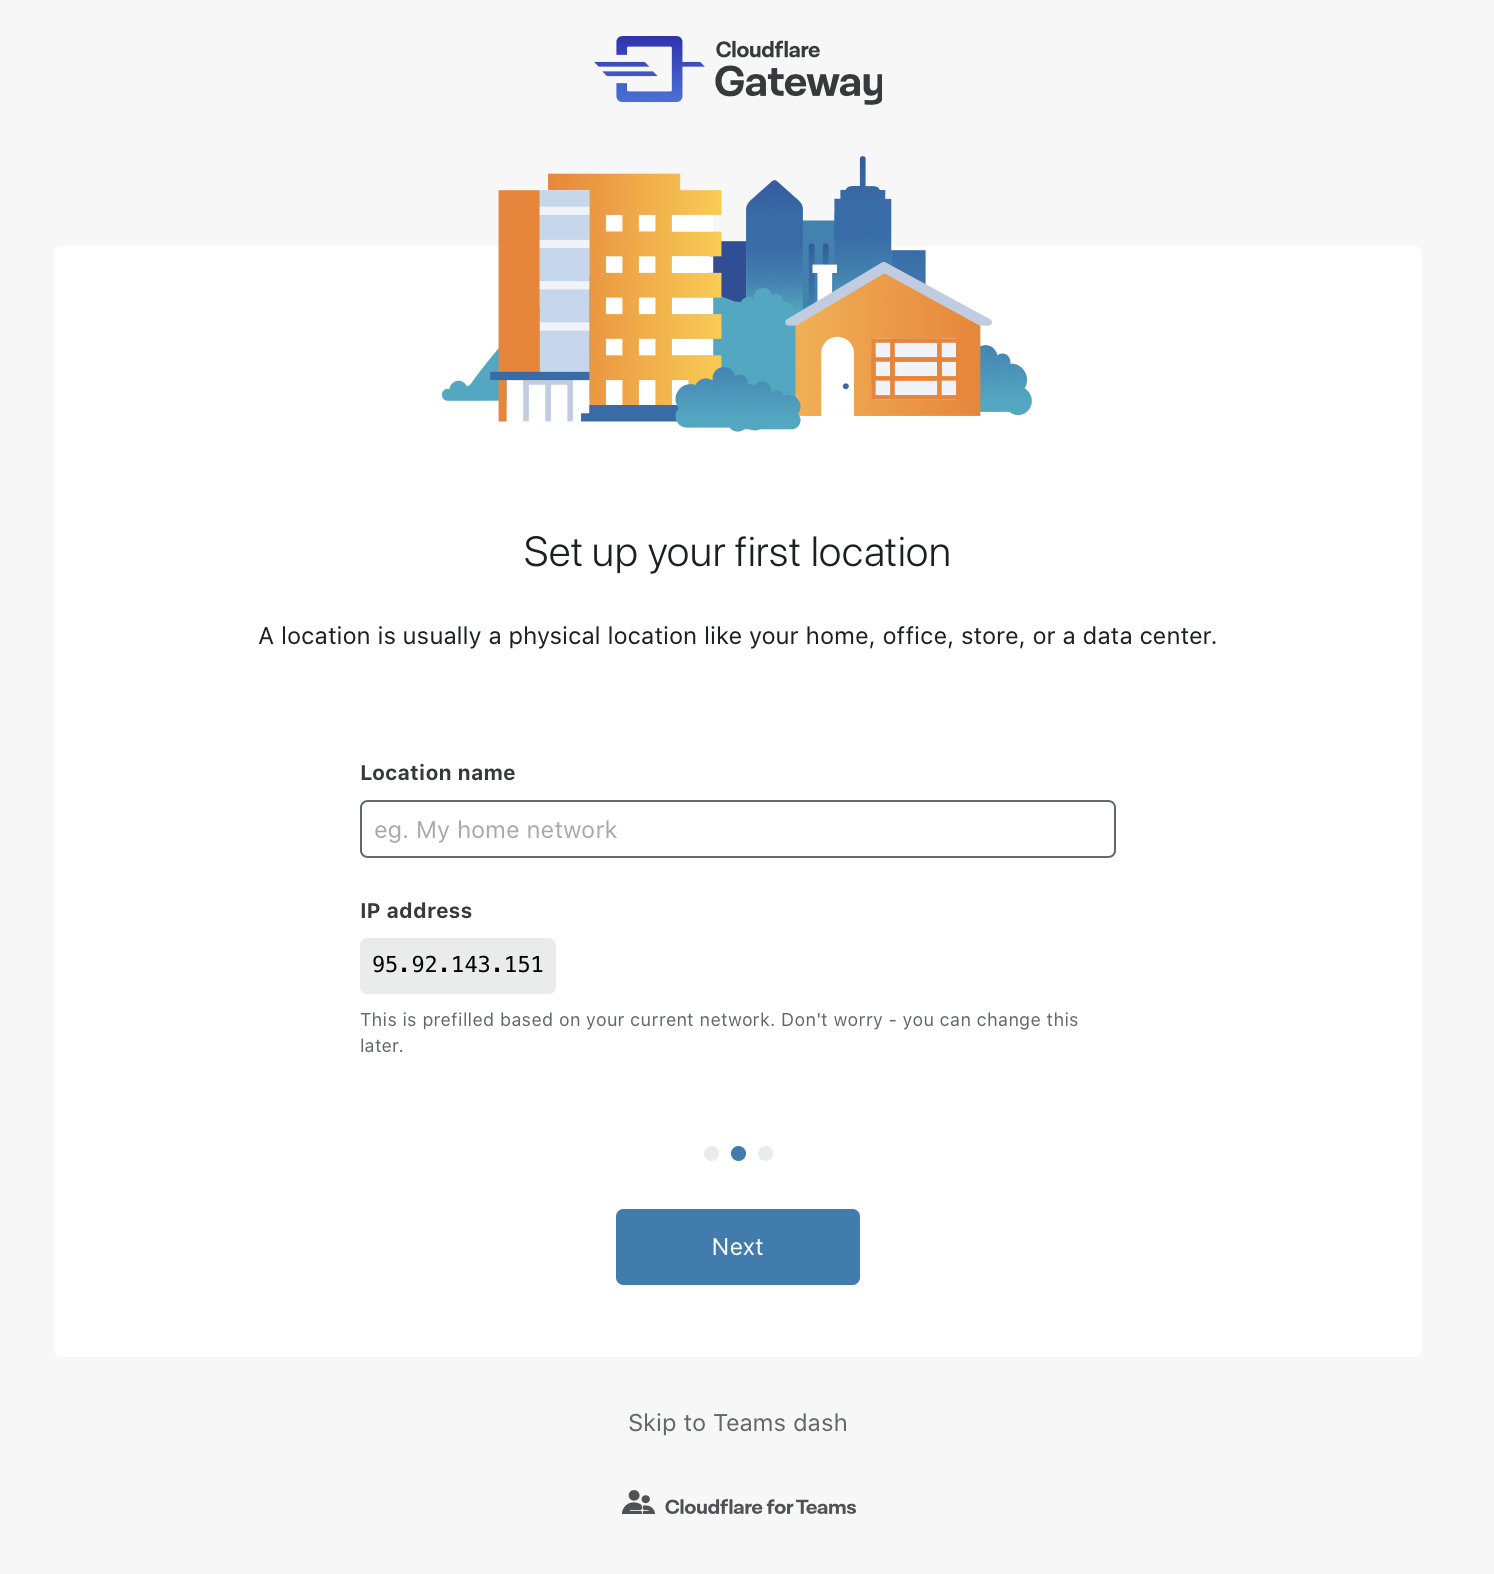 Cloudflare
Gateway
Set up your first location
A location is usually a physical location like your home, office, store, or a data center.
Location name
eg. My home network
IP address
95.92.143.151
This is prefilled based on your current network. Don't worry - you can change this
later.
Next
Skip to Teams dash
Cloudflare for Teams